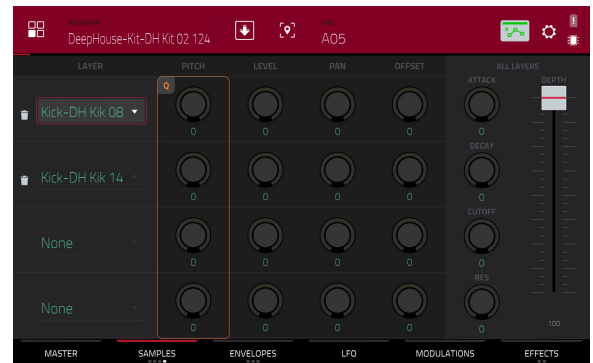 PROGRAM
DeepHouse-Kit-DH Kit 02 124
PAD
A05
LAYER PITCH LEVEL PAN OFFSET ALL LAYERS
ATTACK DEPTH
Q
Kick-DH Kik 08
0 0 0 0 0
DECAY
Kick-DH Kik 14
0 0 0 0 0
CUTOFF
None
0 0 0 0 0
RES
None
0 0 0 0 0 100
MASTER SAMPLES ENVELOPES LFO MODULATIONS EFFECTS